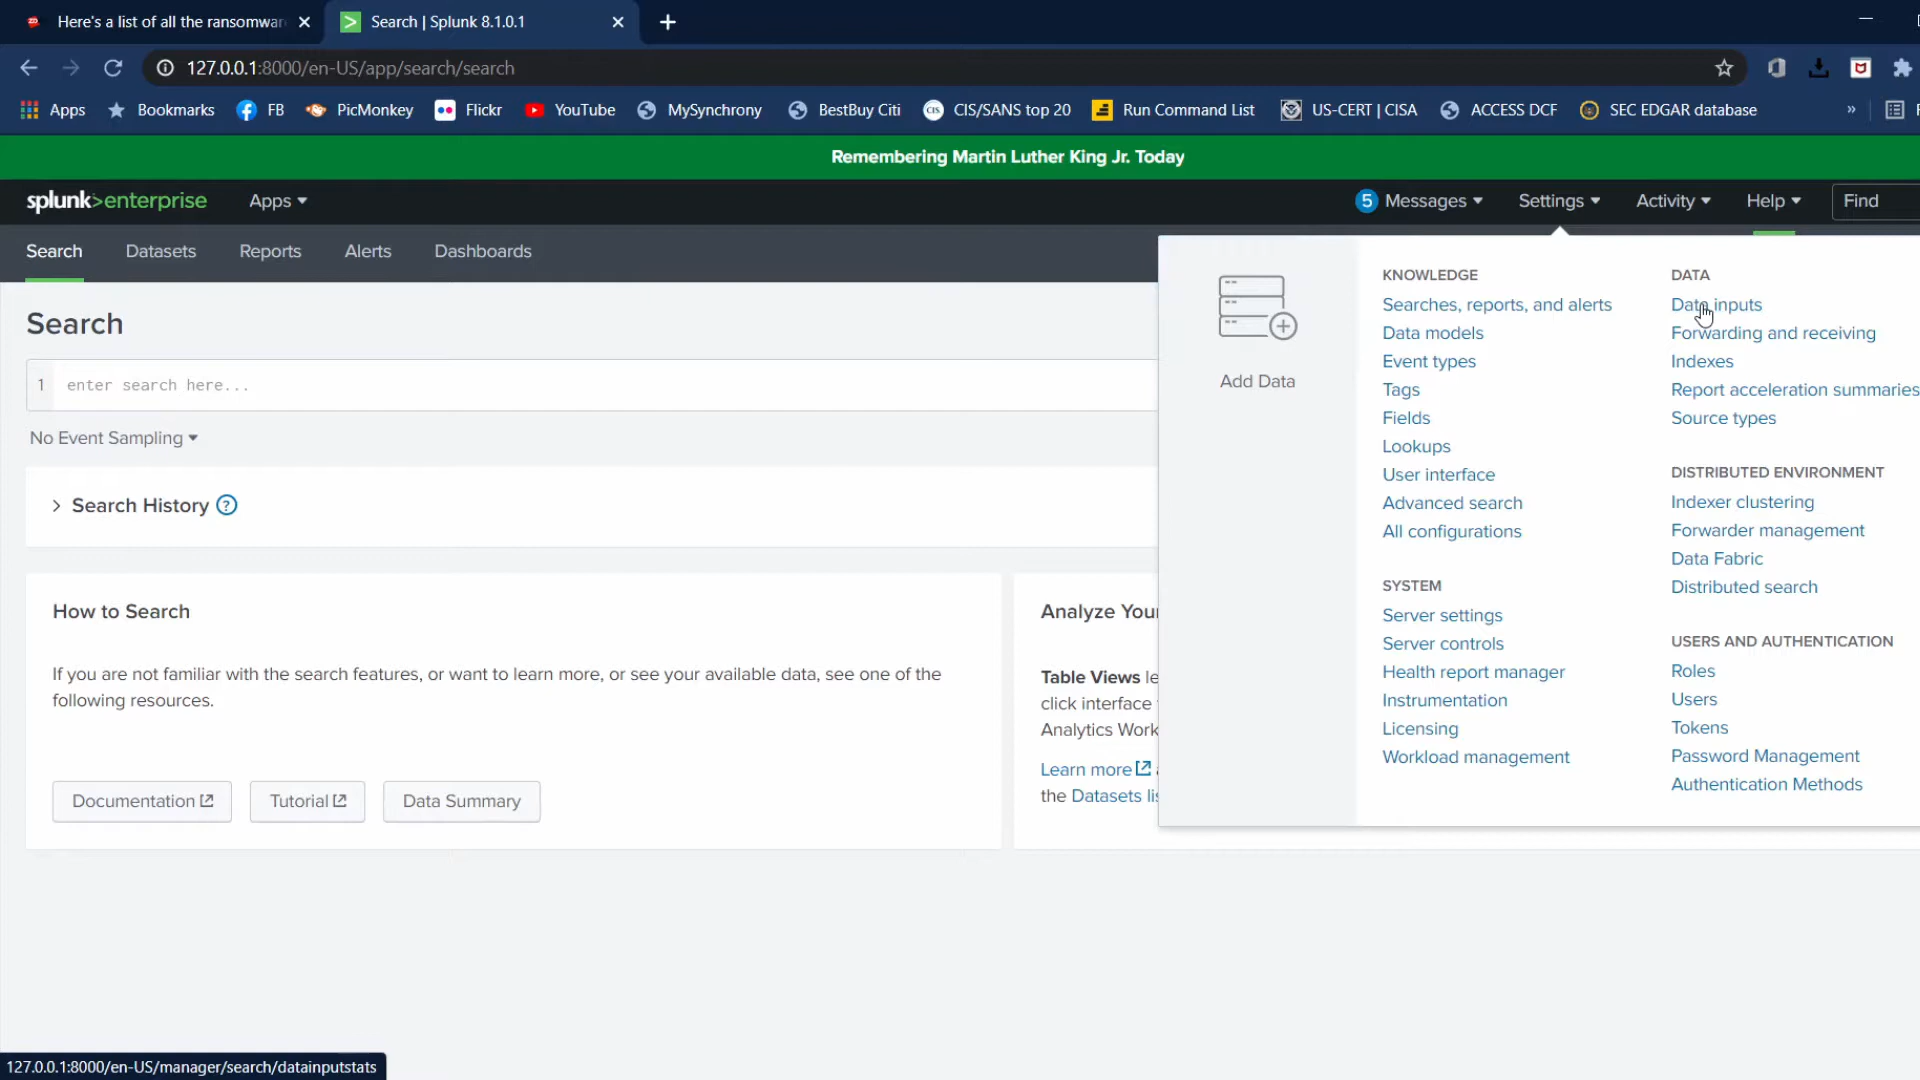 Here's a list of all the ransomwar
Search | Splunk 8.1.0.1
127.0.0.1:8000/en-US/app/search/search
Apps Bookmarks FB PicMonkey Flickr YouTube MySynchrony BestBuy Citi CIS CIS/SANS top 20 Run Command List US-CERT | CISA ACCESS DCF SEC EDGAR database »
Remembering Martin Luther King Jr. Today
splunk>enterprise Apps
5 Messages Settings Activity Help Find
Search Datasets Reports Alerts Dashboards
Search
1 enter search here...
No Event Sampling
Search History ?
How to Search
If you are not familiar with the search features, or want to learn more, or see your available data, see one of the
following resources.
Documentation Tutorial Data Summary
Analyze You
Table Views le
click interface
Analytics Work
Learn more
the Datasets lis
Add Data
KNOWLEDGE
Searches, reports, and alerts
Data models
Event types
Tags
Fields
Lookups
User interface
Advanced search
All configurations
SYSTEM
Server settings
Server controls
Health report manager
Instrumentation
Licensing
Workload management
DATA
Data inputs
Forwarding and receiving
Indexes
Report acceleration summaries
Source types
DISTRIBUTED ENVIRONMENT
Indexer clustering
Forwarder management
Data Fabric
Distributed search
USERS AND AUTHENTICATION
Roles
Users
Tokens
Password Management
Authentication Methods
127.0.0.1:8000/en-US/manager/search/datainputstats